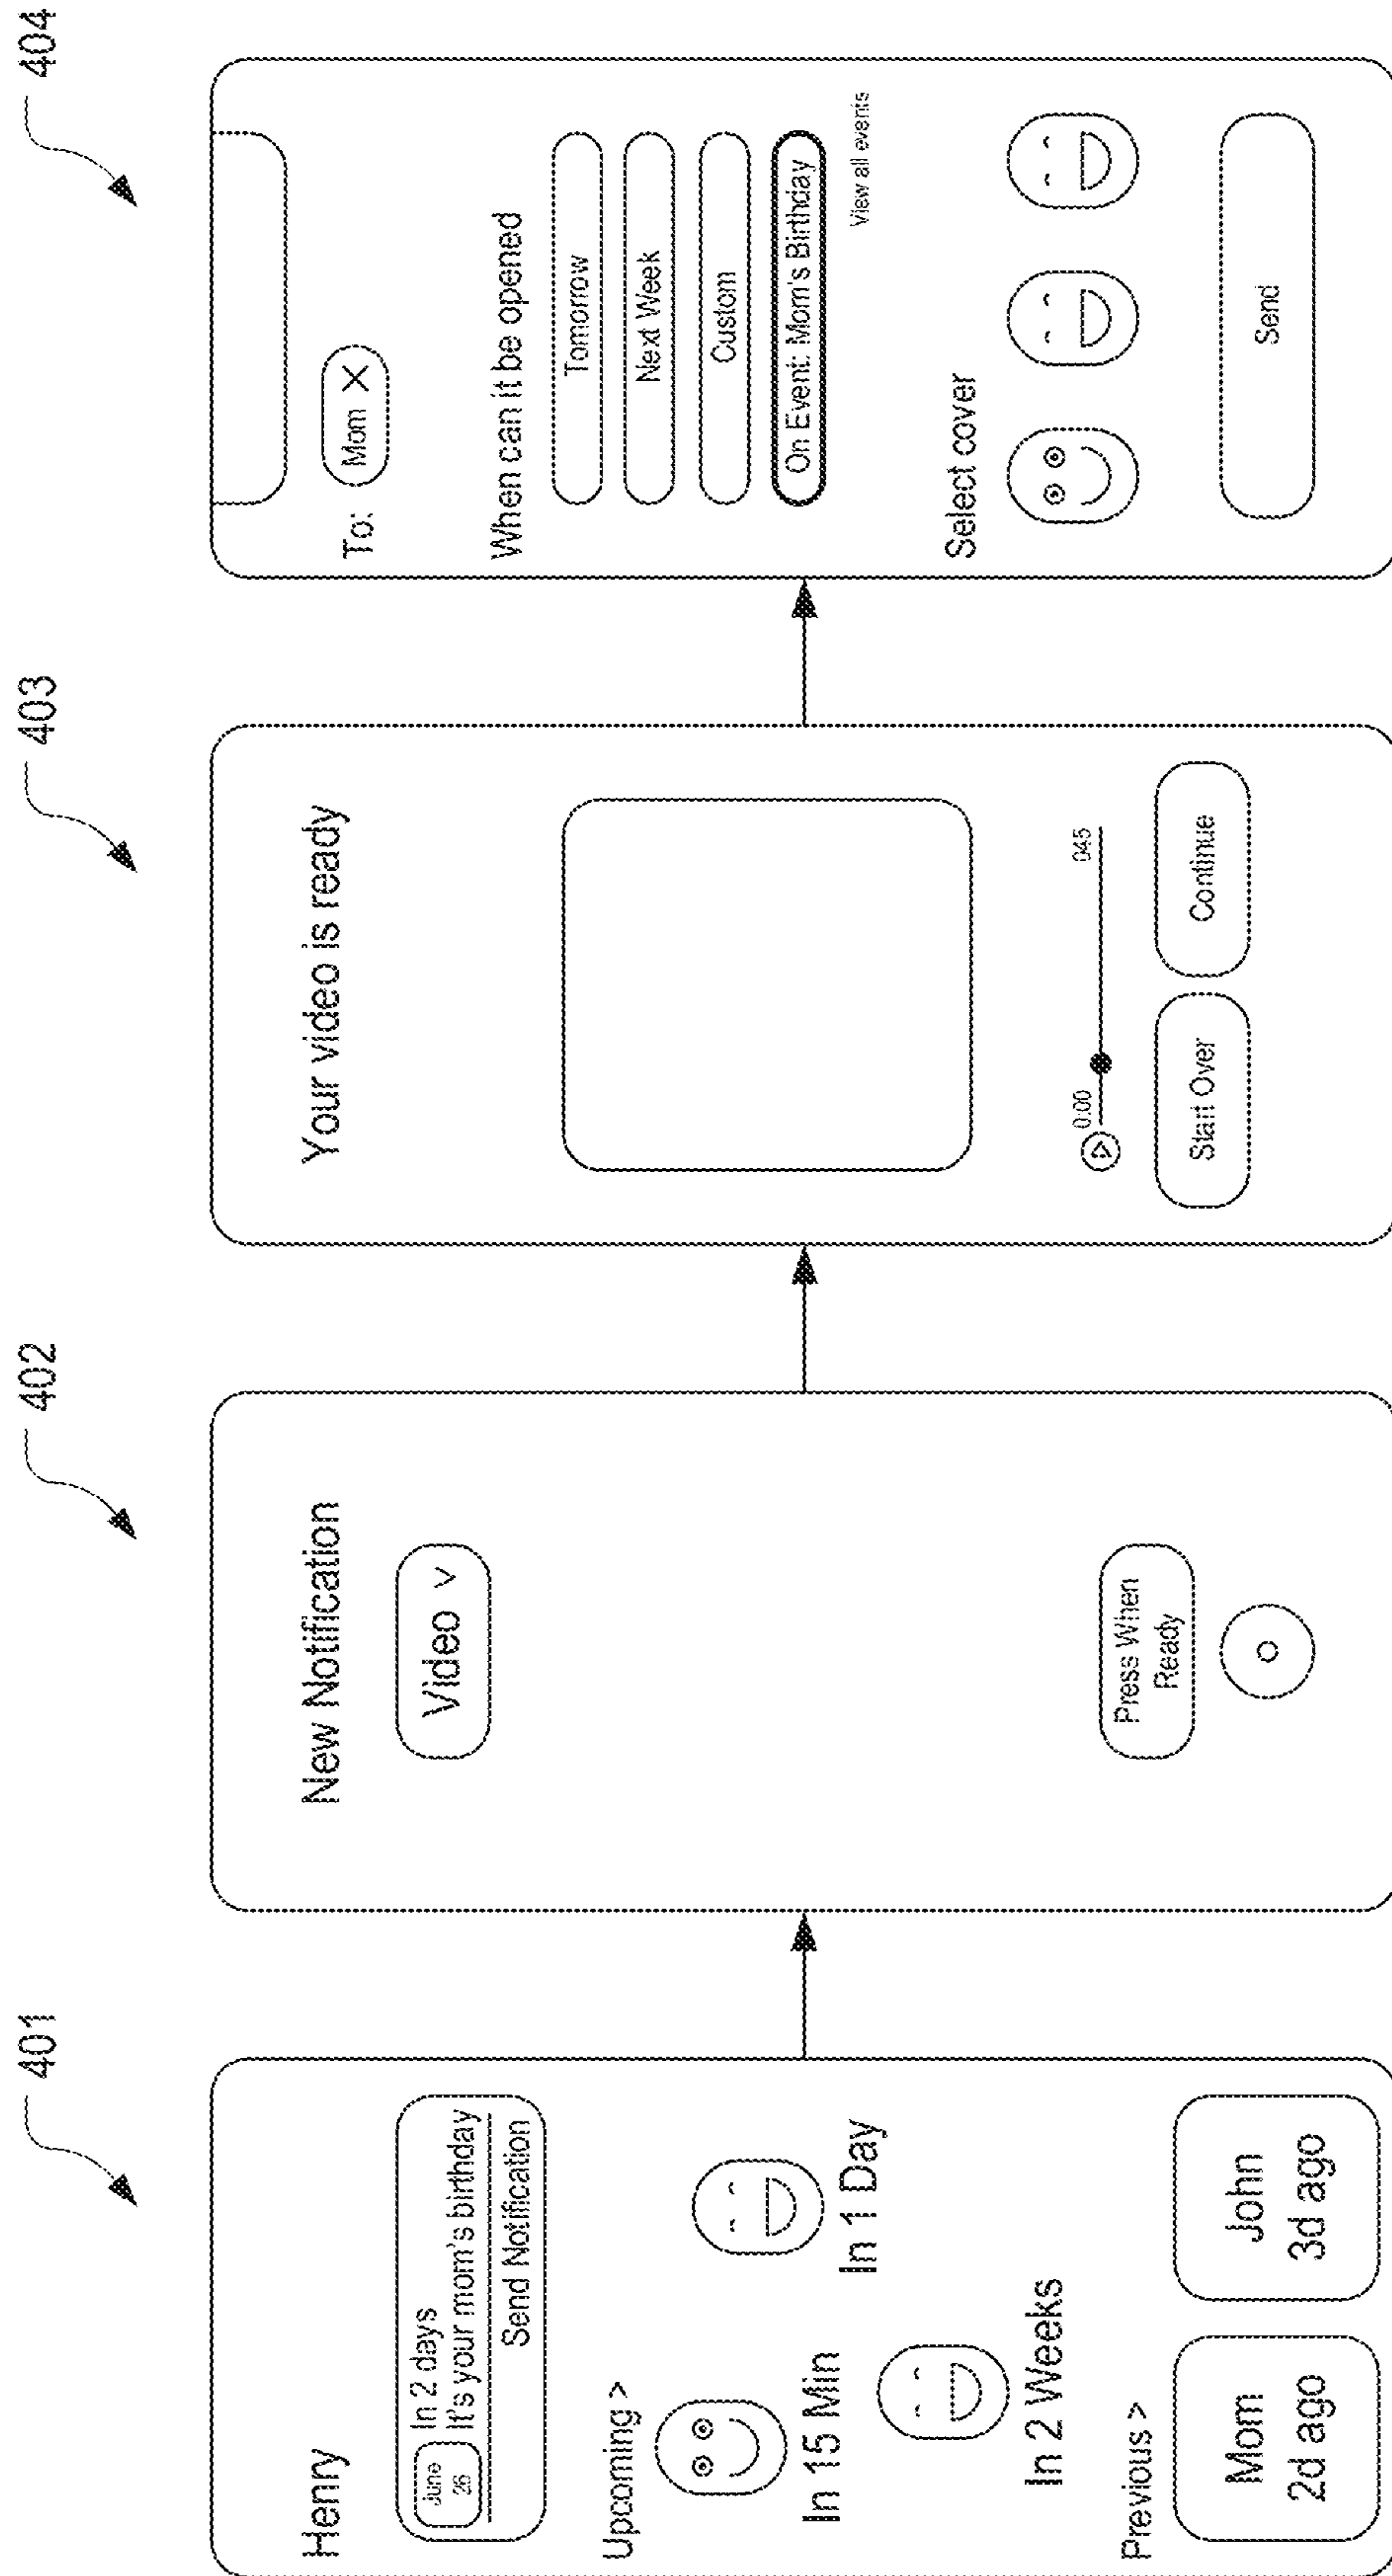 401
Henry
June
26
In 2 days
It's your mom's birthday
Send Notification
Upcoming >
In 15 Min
In 1 Day
In 2 Weeks
Previous >
Mom
2d ago
John
3d ago
402
New Notification
Video ∨
Press When
Ready
403
Your video is ready
0:00
045
Start Over
Continue
404
To:
Mom X
When can it be opened
Tomorrow
Next Week
Custom
On Event: Mom's Birthday
View all events
Select cover
Send